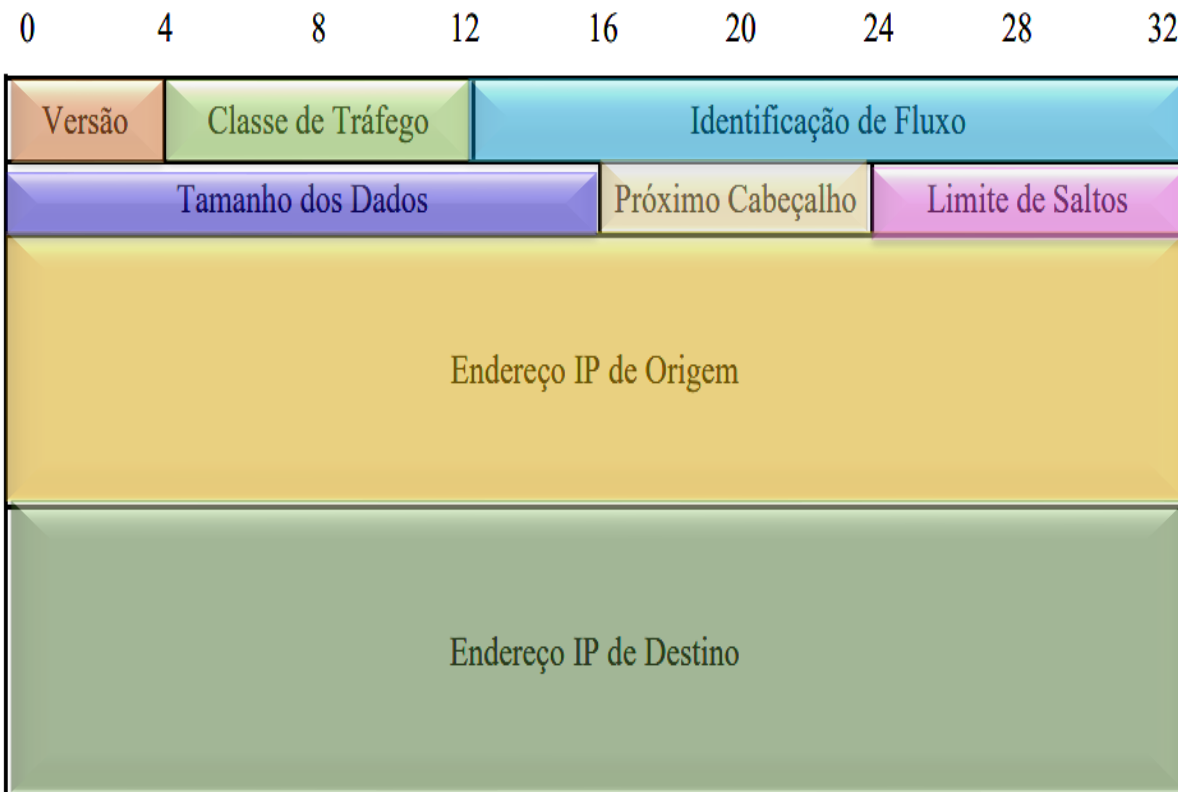 0 4 8 12 16 20 24 28 32
Versão Classe de Tráfego Identificação de Fluxo
Tamanho dos Dados Próximo Cabeçalho Limite de Saltos
Endereço IP de Origem
Endereço IP de Destino